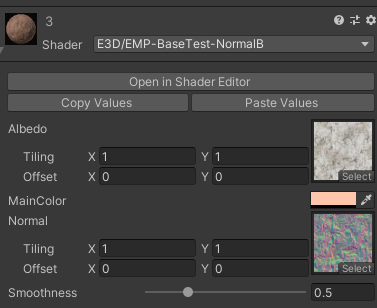 3
Shader E3D/EMP-BaseTest-NormalB
Open in Shader Editor
Copy Values Paste Values
Albedo
Tiling X 1 Y 1
Offset X 0 Y 0
Select
MainColor
Normal
Tiling X 1 Y 1
Offset X 0 Y 0
Select
Smoothness 0.5